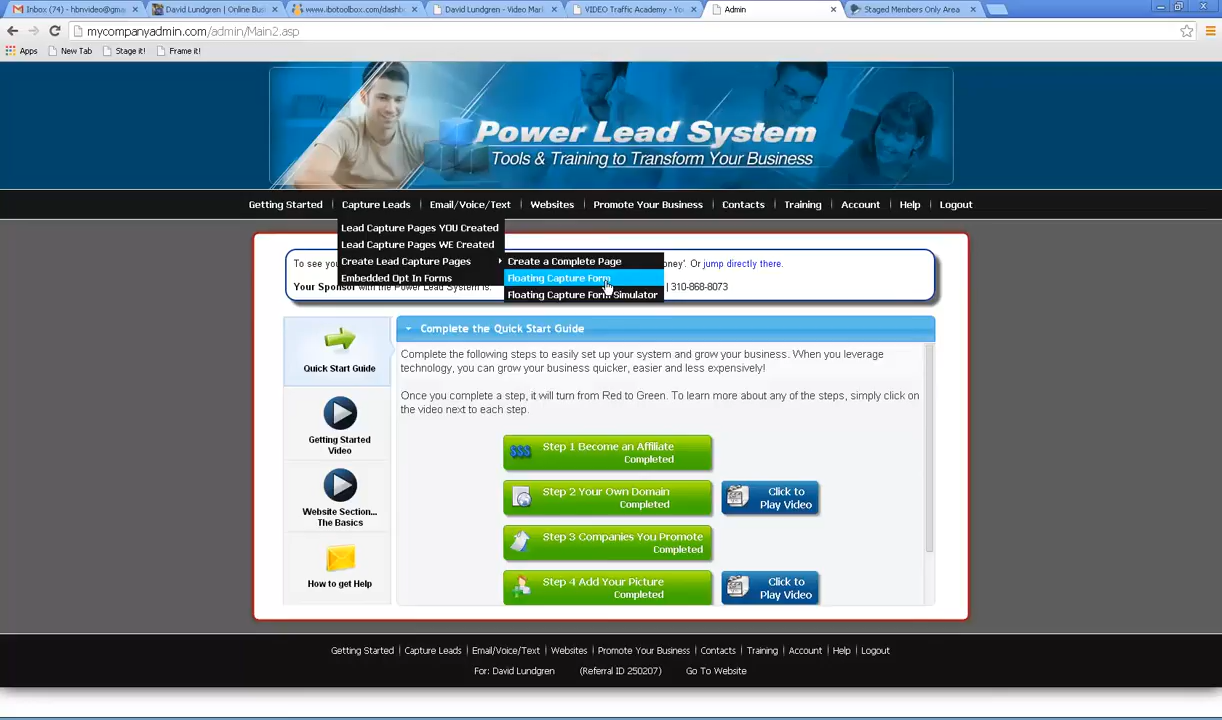 Inbox (74) - hbnvideo@gma
David Lundgren | Online Bus
www.ibotoolbox.com/dashb
David Lundgren - Video Mar
VIDEO Traffic Academy - Yo
Admin
Staged Members Only Area
mycompanyadmin.com/admin/Main2.asp
Apps
New Tab
Stage it!
Frame it!
Power Lead System
Tools & Training to Transform Your Business
Getting Started | Capture Leads | Email/Voice/Text | Websites | Promote Your Business | Contacts | Training | Account | Help | Logout
Lead Capture Pages YOU Created
Lead Capture Pages WE Created
Create Lead Capture Pages
Embedded Opt In Forms
Create a Complete Page
Floating Capture Form
Floating Capture Form Simulator
To see you
oney'. Or jump directly there.
Your Sponsor with the Power Lead System is:
| 310-868-8073
Quick Start Guide
Getting Started
Video
Website Section...
The Basics
How to get Help
Complete the Quick Start Guide
Complete the following steps to easily set up your system and grow your business. When you leverage
technology, you can grow your business quicker, easier and less expensively!
Once you complete a step, it will turn from Red to Green. To learn more about any of the steps, simply click on
the video next to each step.
$$$
Step 1 Become an Affiliate
Completed
Step 2 Your Own Domain
Completed
Click to
Play Video
Step 3 Companies You Promote
Completed
Step 4 Add Your Picture
Completed
Click to
Play Video
Getting Started | Capture Leads | Email/Voice/Text | Websites | Promote Your Business | Contacts | Training | Account | Help | Logout
For: David Lundgren (Referral ID 250207) Go To Website